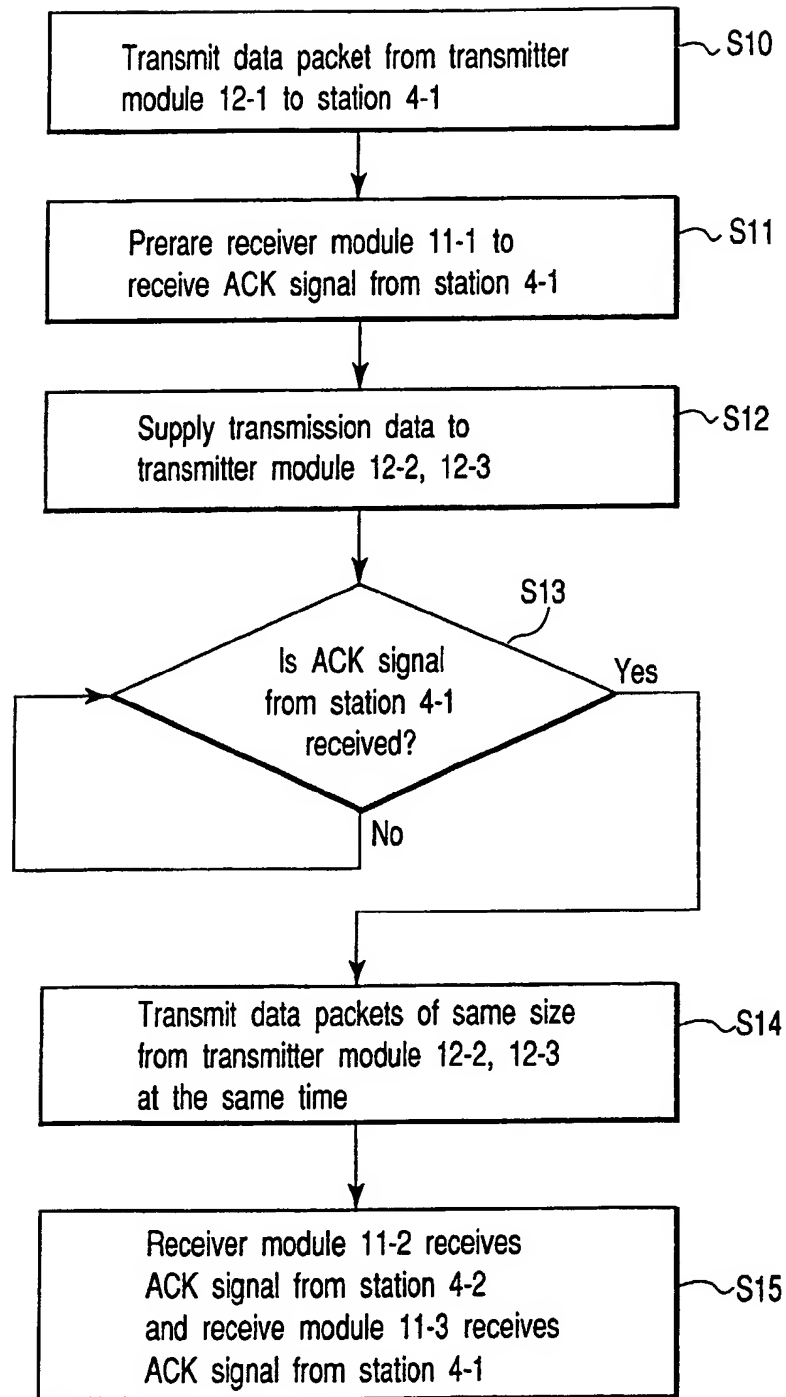 Transmit data packet from transmitter
module 12-1 to station 4-1
S10
Prerare receiver module 11-1 to
receive ACK signal from station 4-1
S11
Supply transmission data to
transmitter module 12-2, 12-3
S12
S13
Is ACK signal
from station 4-1
received?
Yes
No
Transmit data packets of same size
from transmitter module 12-2, 12-3
at the same time
S14
Receiver module 11-2 receives
ACK signal from station 4-2
and receive module 11-3 receives
ACK signal from station 4-1
S15